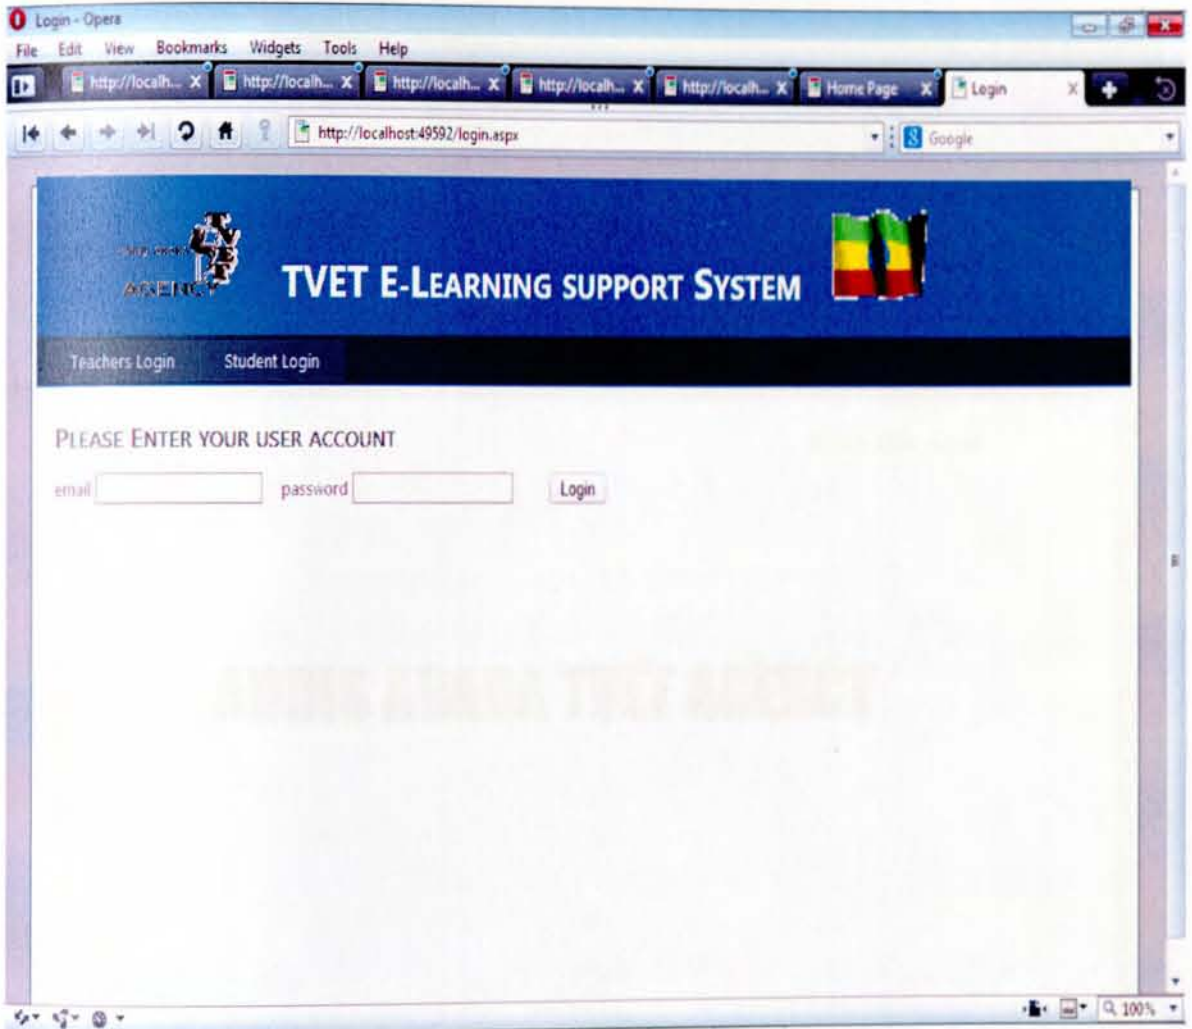 Login - Opera
File Edit View Bookmarks Widgets Tools Help
http://localh... X http://localh... X http://localh... X http://localh... X http://localh... X Home Page X Login X
http://localhost:49592/login.aspx Google
AGENCY
TVET E-LEARNING SUPPORT SYSTEM
Teachers Login Student Login
PLEASE ENTER YOUR USER ACCOUNT
email password Login
100%